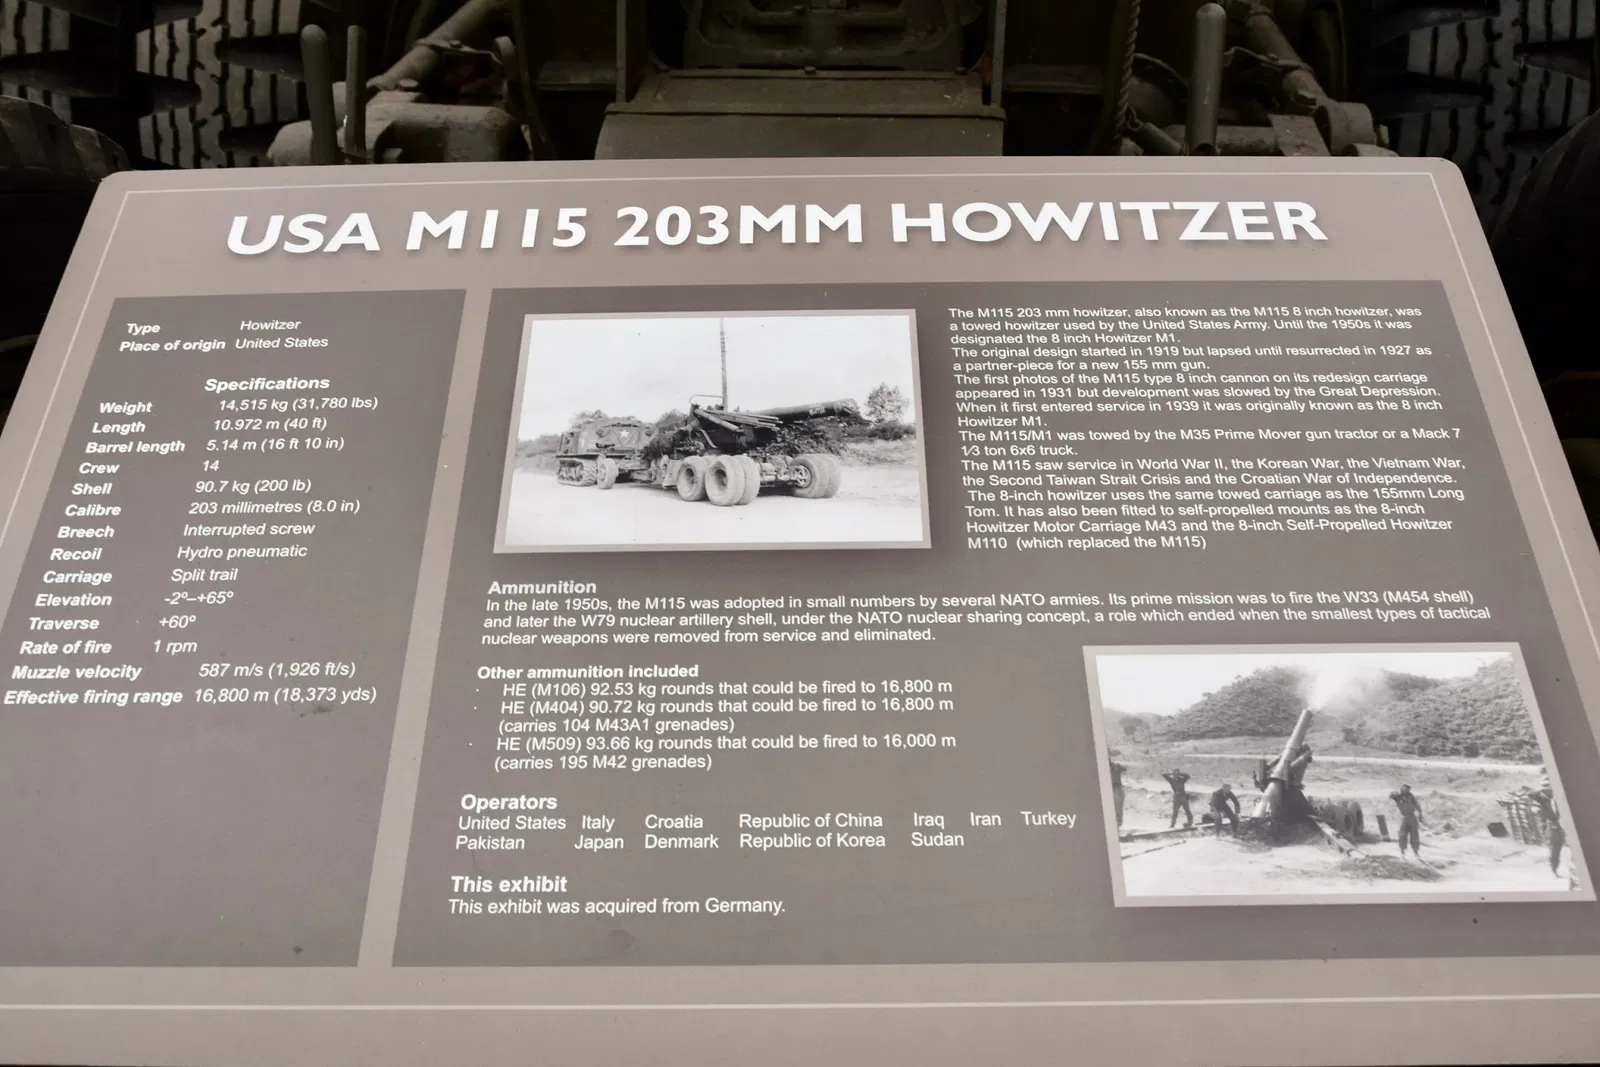 USA M115 203MM HOWITZER
Type Howitzer
Place of origin United States
Specifications
Weight 14,515 kg (31,780 lbs)
Length 10.972 m (40 ft)
Barrel length 5.14 m (16 ft 10 in)
Crew 14
Shell 90.7 kg (200 lb)
Calibre 203 millimetres (8.0 in)
Breech Interrupted screw
Recoil Hydro pneumatic
Carriage Split trail
Elevation -2º–+65º
Traverse +60º
Rate of fire 1 rpm
Muzzle velocity 587 m/s (1,926 ft/s)
Effective firing range 16,800 m (18,373 yds)
The M115 203 mm howitzer, also known as the M115 8 inch howitzer, was
a towed howitzer used by the United States Army. Until the 1950s it was
designated the 8 inch Howitzer M1.
The original design started in 1919 but lapsed until resurrected in 1927 as
a partner-piece for a new 155 mm gun.
The first photos of the M115 type 8 inch cannon on its redesign carriage
appeared in 1931 but development was slowed by the Great Depression.
When it first entered service in 1939 it was originally known as the 8 inch
Howitzer M1.
The M115/M1 was towed by the M35 Prime Mover gun tractor or a Mack 7
1⁄3 ton 6x6 truck.
The M115 saw service in World War II, the Korean War, the Vietnam War,
the Second Taiwan Strait Crisis and the Croatian War of Independence.
The 8-inch howitzer uses the same towed carriage as the 155mm Long
Tom. It has also been fitted to self-propelled mounts as the 8-inch
Howitzer Motor Carriage M43 and the 8-inch Self-Propelled Howitzer
M110 (which replaced the M115)
Ammunition
In the late 1950s, the M115 was adopted in small numbers by several NATO armies. Its prime mission was to fire the W33 (M454 shell)
and later the W79 nuclear artillery shell, under the NATO nuclear sharing concept, a role which ended when the smallest types of tactical
nuclear weapons were removed from service and eliminated.
Other ammunition included
· HE (M106) 92.53 kg rounds that could be fired to 16,800 m
· HE (M404) 90.72 kg rounds that could be fired to 16,800 m
(carries 104 M43A1 grenades)
· HE (M509) 93.66 kg rounds that could be fired to 16,000 m
(carries 195 M42 grenades)
Operators
United States Italy Croatia Republic of China Iraq Iran Turkey
Pakistan Japan Denmark Republic of Korea Sudan
This exhibit
This exhibit was acquired from Germany.